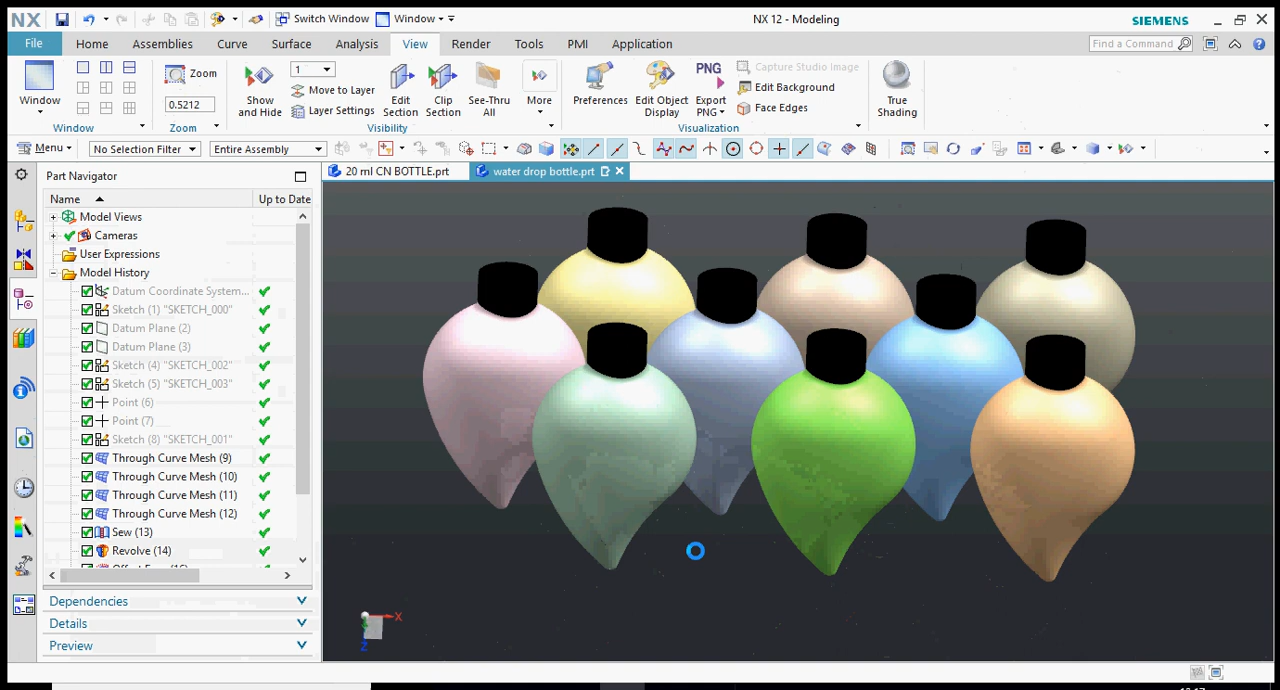 NX Switch Window Window NX 12 - Modeling SIEMENS
File Home Assemblies Curve Surface Analysis View Render Tools PMI Application Find a Command
Window
Zoom
0.5212
Show and Hide
1
Move to Layer
Layer Settings
Edit Section
Clip Section
See-Thru All
More
Preferences
Edit Object Display
PNG
Export PNG
Capture Studio Image
Edit Background
Face Edges
True Shading
Window Zoom Visibility Visualization
Menu No Selection Filter Entire Assembly
Part Navigator
20 ml CN BOTTLE.prt water drop bottle.prt
Name Up to Date
Model Views
Cameras
User Expressions
Model History
Datum Coordinate System...
Sketch (1) "SKETCH_000"
Datum Plane (2)
Datum Plane (3)
Sketch (4) "SKETCH_002"
Sketch (5) "SKETCH_003"
Point (6)
Point (7)
Sketch (8) "SKETCH_001"
Through Curve Mesh (9)
Through Curve Mesh (10)
Through Curve Mesh (11)
Through Curve Mesh (12)
Sew (13)
Revolve (14)
Dependencies
Details
Preview
X
Z